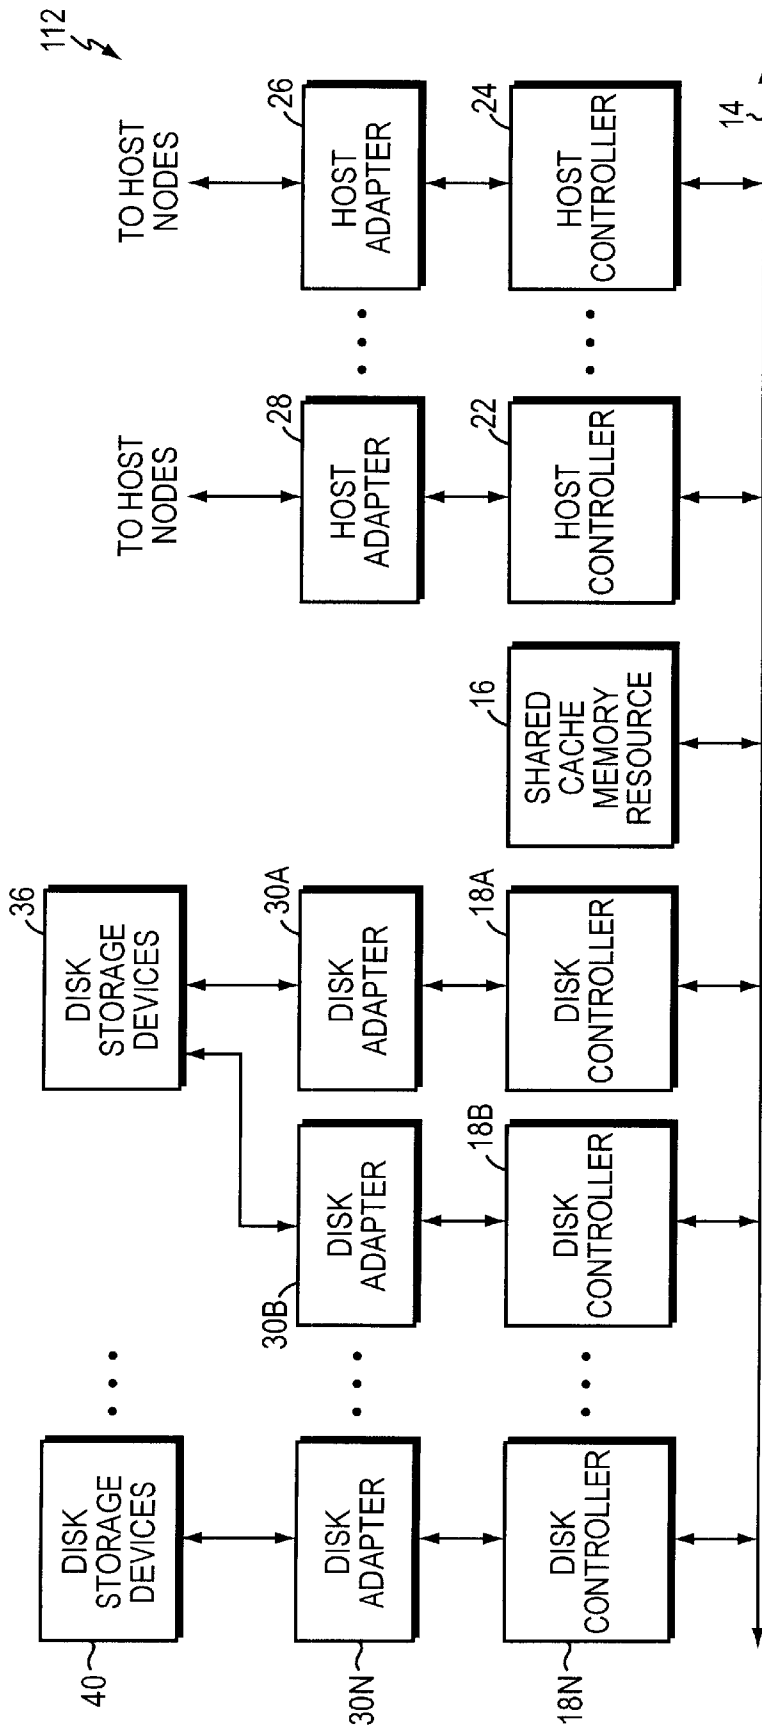 112
TO HOST
NODES
TO HOST
NODES
26
HOST
ADAPTER
28
HOST
ADAPTER
24
HOST
CONTROLLER
22
HOST
CONTROLLER
14
16
SHARED
CACHE
MEMORY
RESOURCE
36
DISK
STORAGE
DEVICES
30A
DISK
ADAPTER
18A
DISK
CONTROLLER
30B
DISK
ADAPTER
18B
DISK
CONTROLLER
40
DISK
STORAGE
DEVICES
30N
DISK
ADAPTER
18N
DISK
CONTROLLER